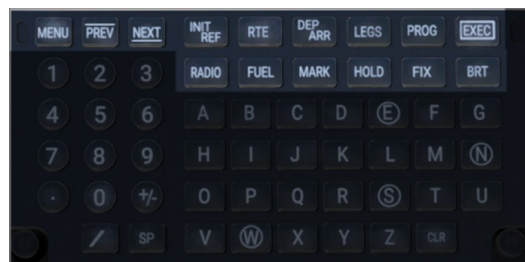 MENU PREV NEXT INIT REF RTE DEP ARR LEGS PROG EXEC
1 2 3 RADIO FUEL MARK HOLD FIX BRT
4 5 6 A B C D E F G
7 8 9 H I J K L M N
. 0 +/- O P Q R S T U
/ SP V W X Y Z CLR